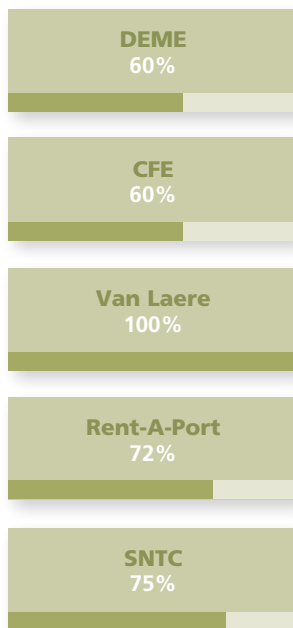 DEME
60%
CFE
60%
Van Laere
100%
Rent-A-Port
72%
SNTC
75%